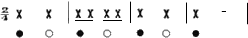 2/4 x x | x x x x | x x | x - |
● ○ ● ○ ● ○ ●